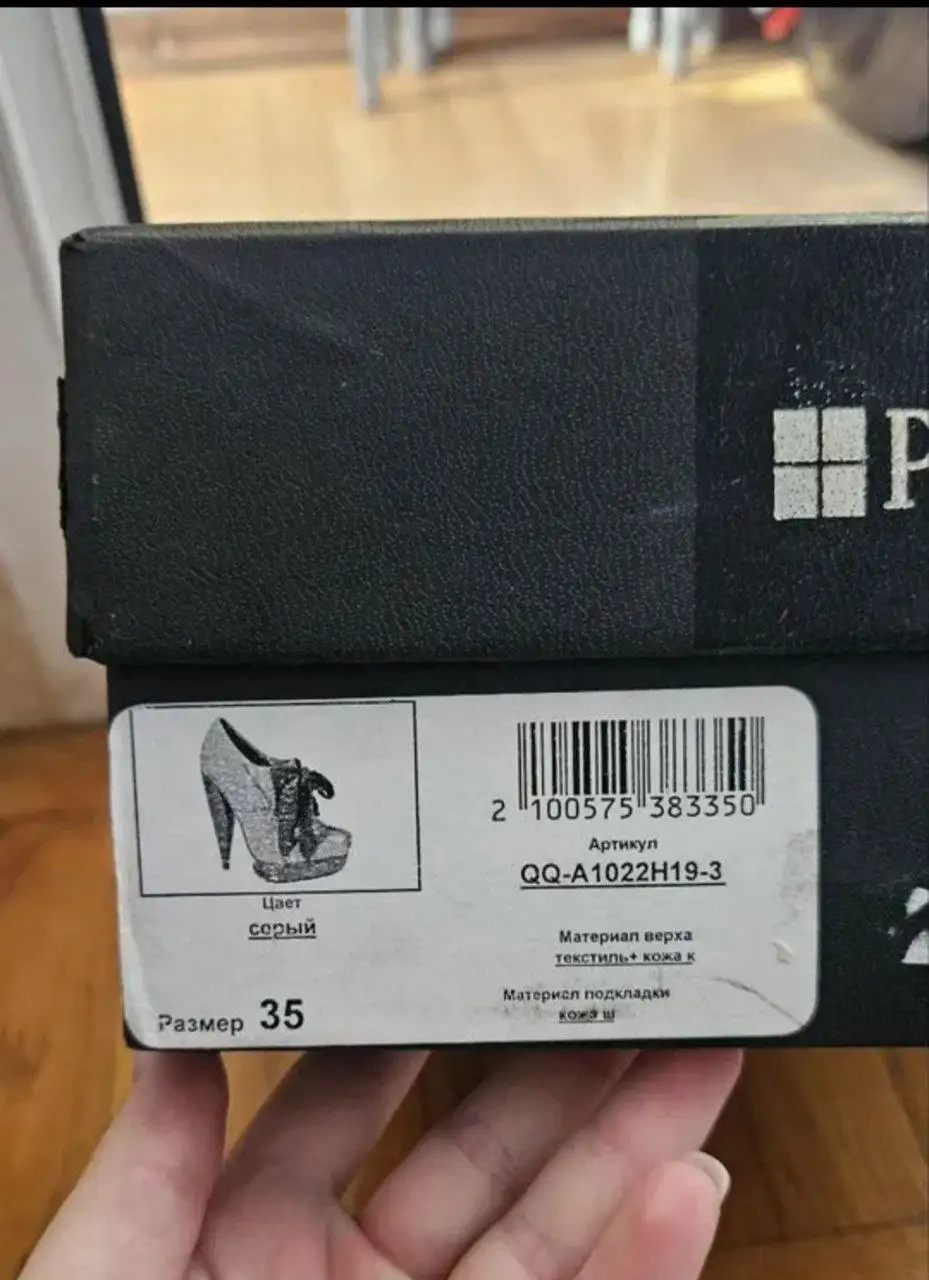 P
2 100575 383350
Артикул
QQ-A1022H19-3
Цвет
серый
Материал верха
текстиль+ кожа к
Материал подкладки
кожа ш
Размер 35